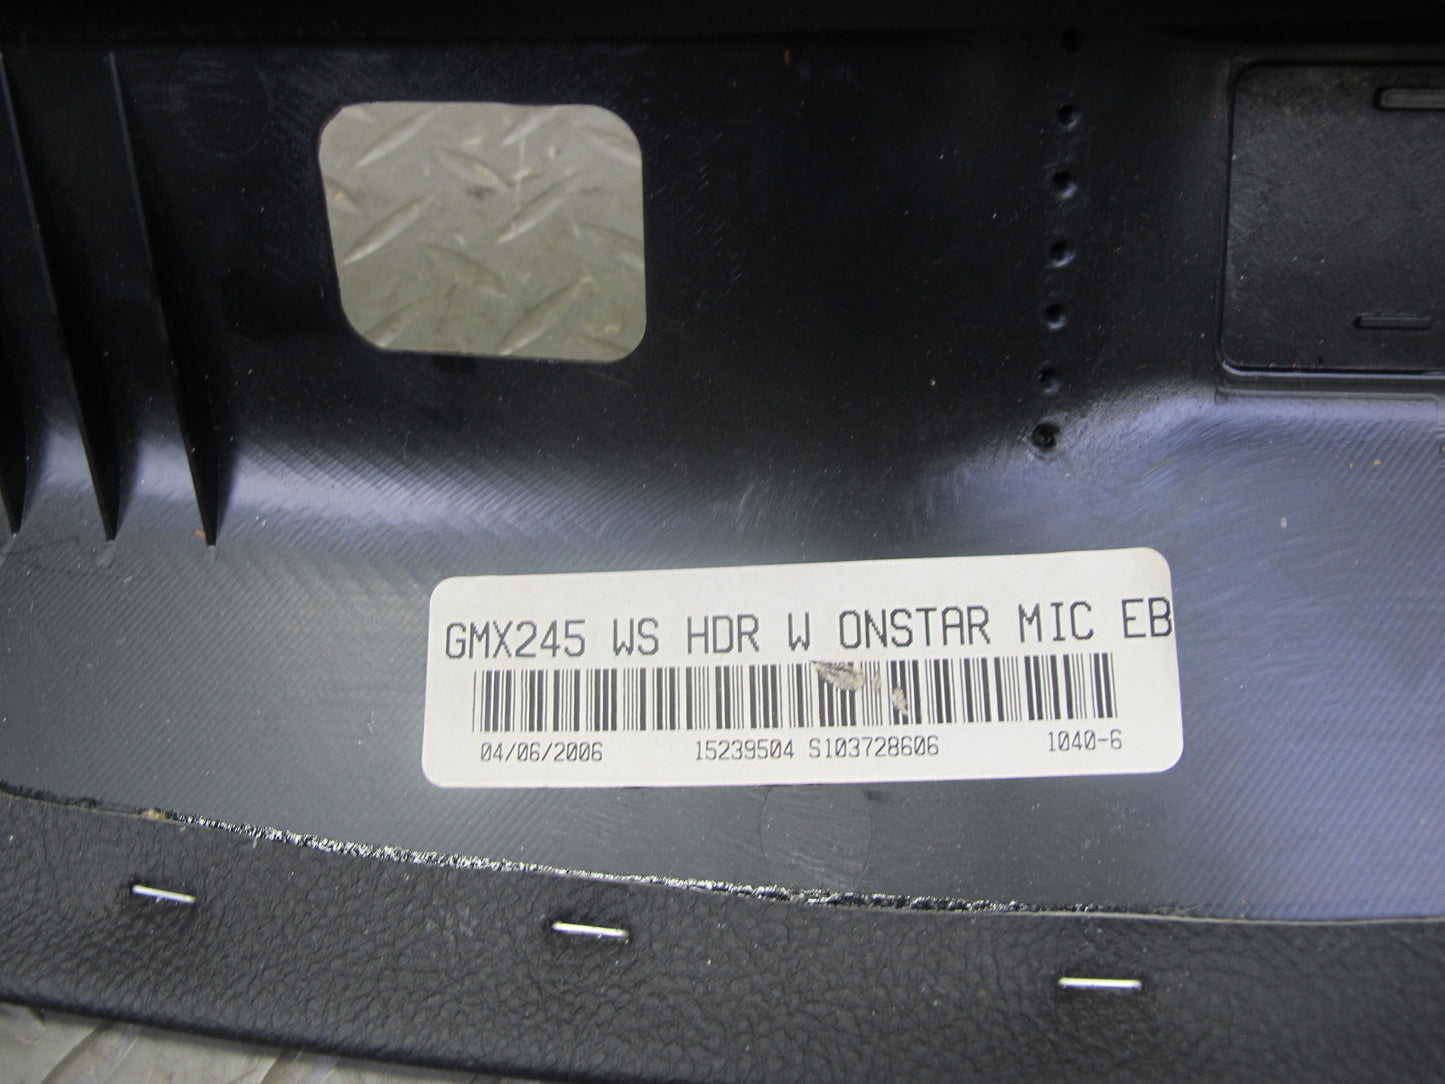 GMX245 WS HDR W ONSTAR MIC EB
04/06/2006 15239504 S103728606 1040-6